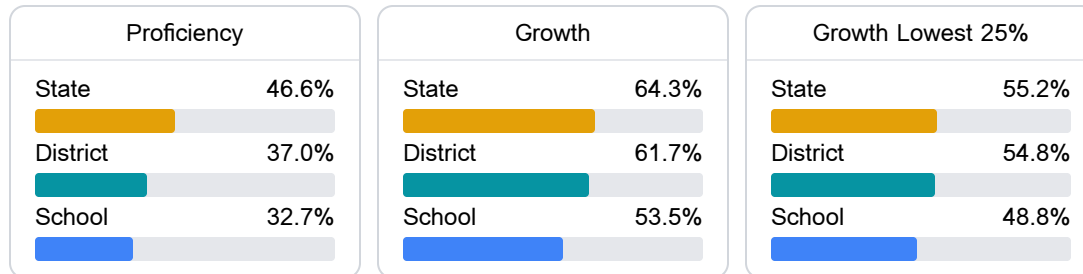 Proficiency
State 46.6%
District 37.0%
School 32.7%
Growth
State 64.3%
District 61.7%
School 53.5%
Growth Lowest 25%
State 55.2%
District 54.8%
School 48.8%